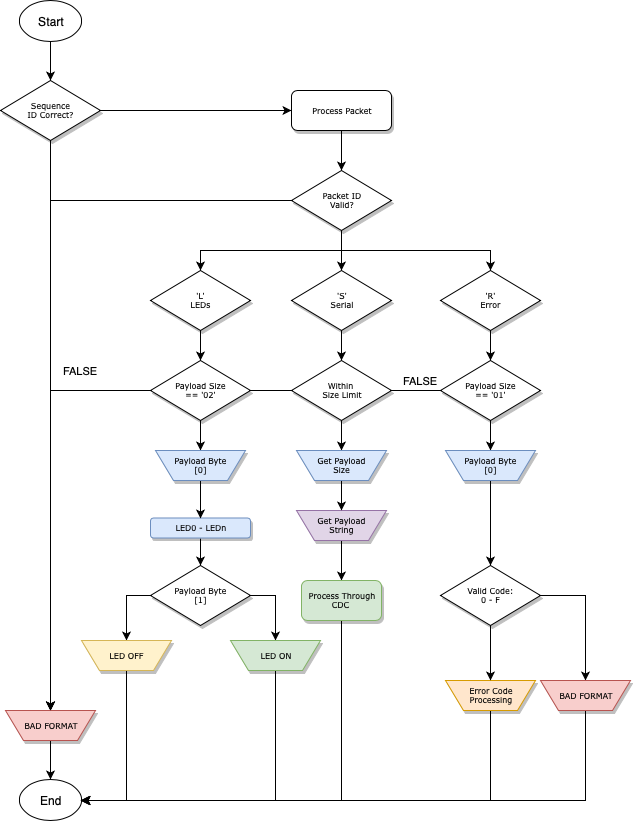 Start
Sequence
ID Correct?
Process Packet
Packet ID
Valid?
'L'
LEDs
'S'
Serial
'R'
Error
FALSE
Payload Size
== '02'
Within
Size Limit
FALSE
Payload Size
== '01'
Payload Byte
[0]
Get Payload
Size
Payload Byte
[0]
LED0 - LEDn
Get Payload
String
Payload Byte
[1]
Process Through
CDC
Valid Code:
0 - F
LED OFF
LED ON
Error Code
Processing
BAD FORMAT
BAD FORMAT
End